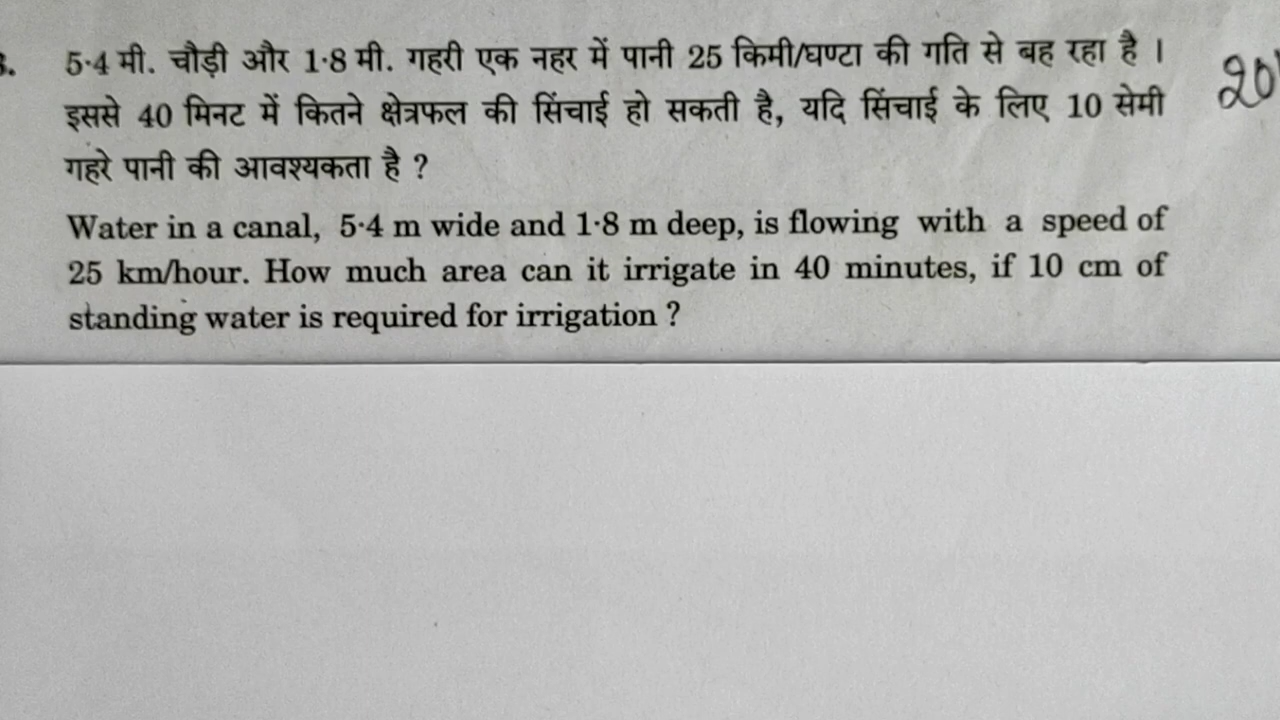 5·4 मी. चौड़ी और 1·8 मी. गहरी एक नहर में पानी 25 किमी/घण्टा की गति से बह रहा है ।
इससे 40 मिनट में कितने क्षेत्रफल की सिंचाई हो सकती है, यदि सिंचाई के लिए 10 सेमी
गहरे पानी की आवश्यकता है ?
Water in a canal, 5·4 m wide and 1·8 m deep, is flowing with a speed of
25 km/hour. How much area can it irrigate in 40 minutes, if 10 cm of
standing water is required for irrigation ?